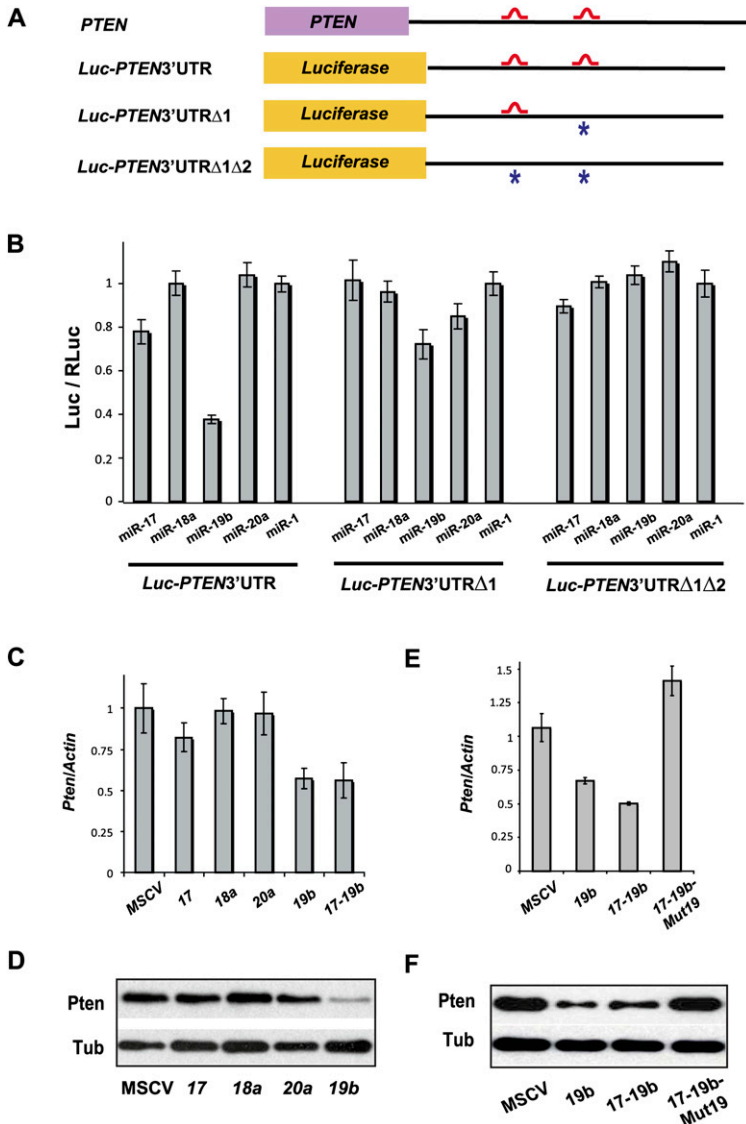 A
PTEN PTEN
Luc-PTEN3'UTR Luciferase
Luc-PTEN3'UTRΔ1 Luciferase
*
Luc-PTEN3'UTRΔ1Δ2 Luciferase
* *
B
Luc / RLuc
1
0.8
0.6
0.4
0.2
0
miR-17 miR-18a miR-19b miR-20a miR-1 miR-17 miR-18a miR-19b miR-20a miR-1 miR-17 miR-18a miR-19b miR-20a miR-1
Luc-PTEN3'UTR Luc-PTEN3'UTRΔ1 Luc-PTEN3'UTRΔ1Δ2
C
Pten/Actin
1
0.75
0.5
0.25
0
MSCV 17 18a 20a 19b 17-19b
E
Pten/Actin
1.5
1.25
1
0.75
0.5
0.25
0
MSCV 19b 17-19b 17-19b-
Mut19
D
Pten
Tub
MSCV 17 18a 20a 19b
F
Pten
Tub
MSCV 19b 17-19b 17-19b-
Mut19